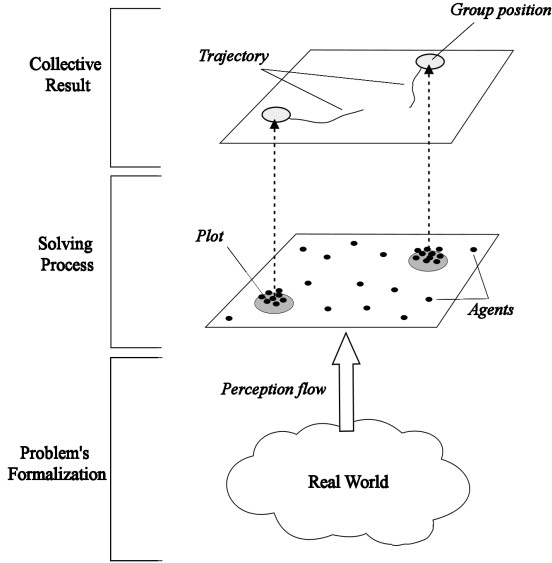 Group position
Collective
Result
Trajectory
Solving
Process
Plot
Agents
Perception flow
Problem's
Formalization
Real World